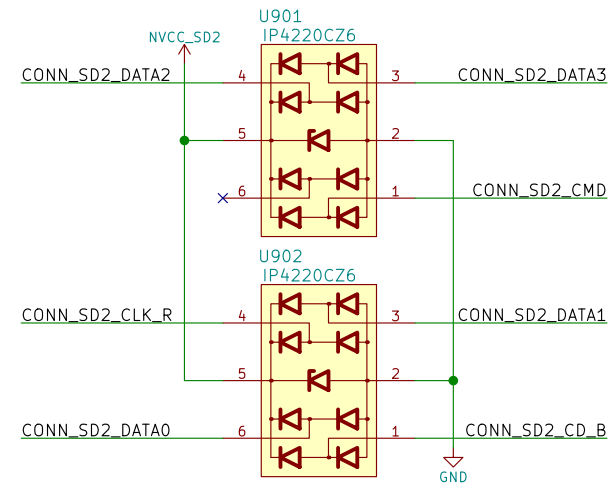 U901
IP4220CZ6
NVCC_SD2
CONN_SD2_DATA2 4 3 CONN_SD2_DATA3
5 2
6 1 CONN_SD2_CMD
U902
IP4220CZ6
CONN_SD2_CLK_R 4 3 CONN_SD2_DATA1
5 2
CONN_SD2_DATA0 6 1 CONN_SD2_CD_B
GND